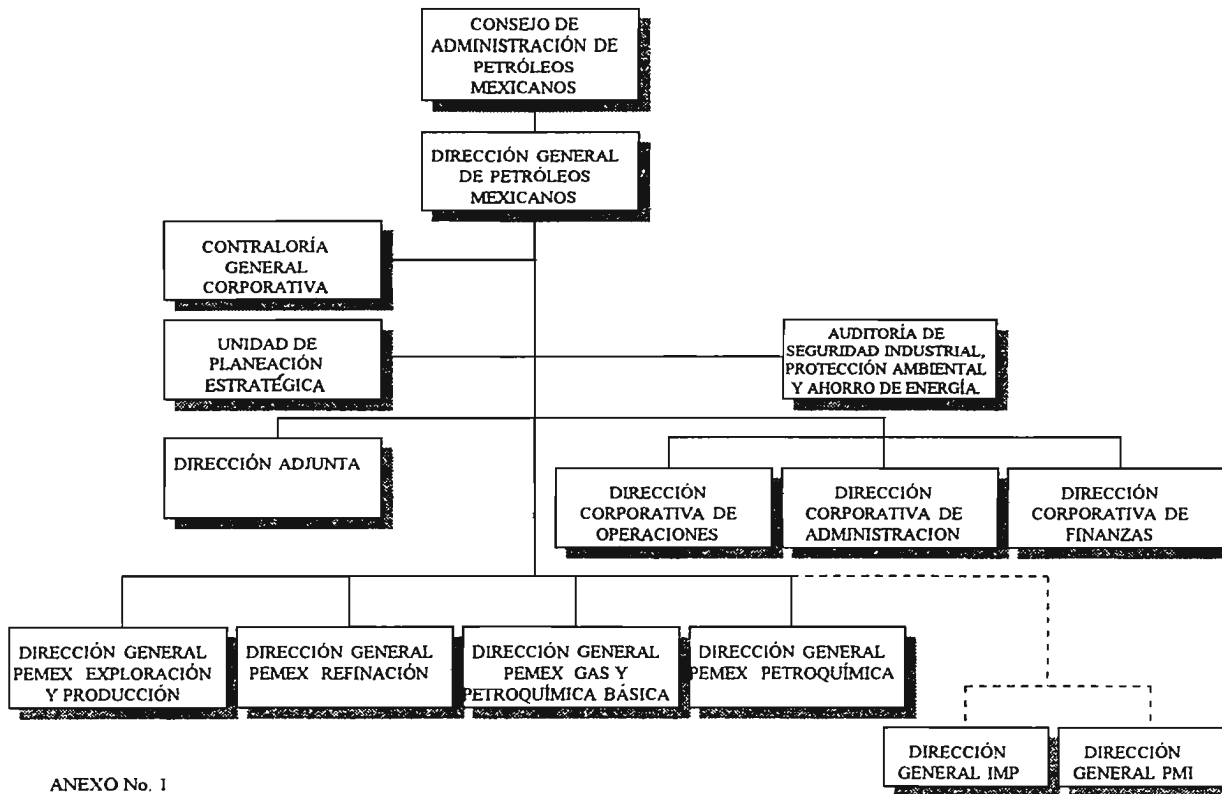 CONSEJO DE
ADMINISTRACIÓN DE
PETRÓLEOS
MEXICANOS
DIRECCIÓN GENERAL
DE PETRÓLEOS
MEXICANOS
CONTRALORÍA
GENERAL
CORPORATIVA
UNIDAD DE
PLANEACIÓN
ESTRATÉGICA
AUDITORÍA DE
SEGURIDAD INDUSTRIAL,
PROTECCIÓN AMBIENTAL
Y AHORRO DE ENERGÍA.
DIRECCIÓN ADJUNTA
DIRECCIÓN
CORPORATIVA DE
OPERACIONES
DIRECCIÓN
CORPORATIVA DE
ADMINISTRACION
DIRECCIÓN
CORPORATIVA DE
FINANZAS
DIRECCIÓN GENERAL
PEMEX EXPLORACIÓN
Y PRODUCCIÓN
DIRECCIÓN GENERAL
PEMEX REFINACIÓN
DIRECCIÓN GENERAL
PEMEX GAS Y
PETROQUÍMICA BÁSICA
DIRECCIÓN GENERAL
PEMEX PETROQUÍMICA
DIRECCIÓN
GENERAL IMP
DIRECCIÓN
GENERAL PMI
ANEXO No. 1